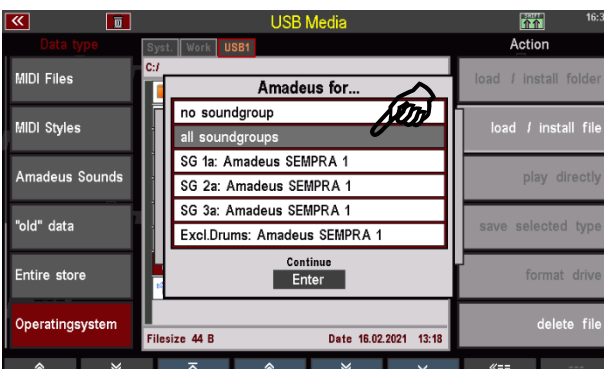 USB Media
SHIFT
16:3
Data type
Syst. Work USB1
Action
C:/
MIDI Files
Amadeus for...
load / install folder
no soundgroup
MIDI Styles
all soundgroups
load / install file
SG 1a: Amadeus SEMPRA 1
Amadeus Sounds
SG 2a: Amadeus SEMPRA 1
play directly
SG 3a: Amadeus SEMPRA 1
"old" data
Excl.Drums: Amadeus SEMPRA 1
save selected type
Continue
Entire store
Enter
format drive
Operatingsystem
delete file
Filesize 44 B
Date 16.02.2021 13:18